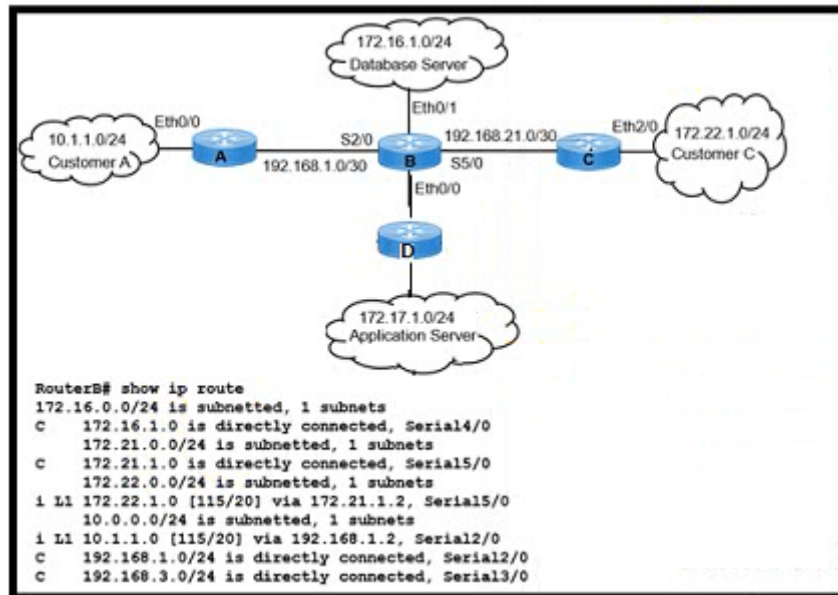 172.16.1.0/24
Database Server
Eth0/1
Eth0/0
10.1.1.0/24
Customer A
A
192.168.1.0/30
S2/0
B
192.168.21.0/30
S5/0
C
Eth2/0
172.22.1.0/24
Customer C
Eth0/0
D
172.17.1.0/24
Application Server
RouterB# show ip route
172.16.0.0/24 is subnetted, 1 subnets
C 172.16.1.0 is directly connected, Serial4/0
172.21.0.0/24 is subnetted, 1 subnets
C 172.21.1.0 is directly connected, Serial5/0
172.22.0.0/24 is subnetted, 1 subnets
i L1 172.22.1.0 [115/20] via 172.21.1.2, Serial5/0
10.0.0.0/24 is subnetted, 1 subnets
i L1 10.1.1.0 [115/20] via 192.168.1.2, Serial2/0
C 192.168.1.0/24 is directly connected, Serial2/0
C 192.168.3.0/24 is directly connected, Serial3/0